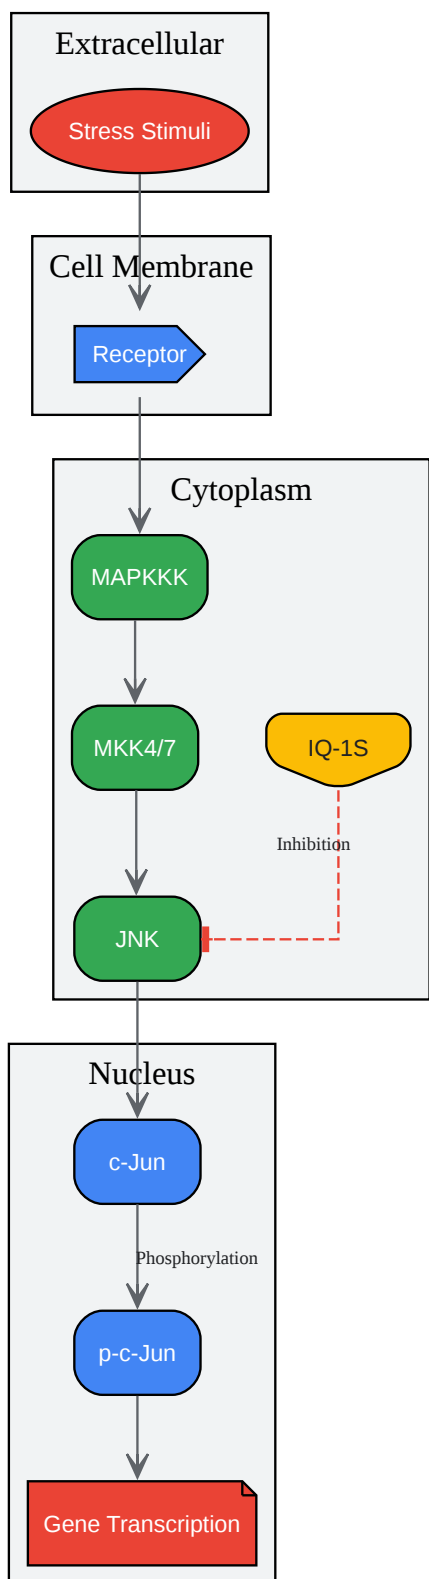 Extracellular
Stress Stimuli
Cell Membrane
Receptor
Cytoplasm
MAPKKK
MKK4/7
IQ-1S
Inhibition
JNK
Nucleus
c-Jun
Phosphorylation
p-c-Jun
Gene Transcription